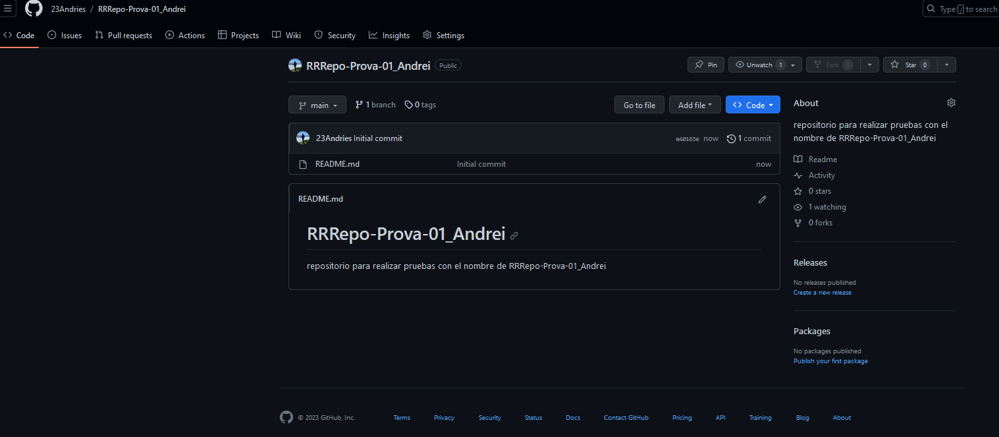 23Andries / RRRepo-Prova-01_Andrei
Type / to search
Code Issues Pull requests Actions Projects Wiki Security Insights Settings
RRRepo-Prova-01_Andrei Public
Pin Unwatch 1 Fork 0 Star 0
main 1 branch 0 tags
Go to file Add file Code
23Andries Initial commit
e40163e now 1 commit
README.md Initial commit now
README.md
RRRepo-Prova-01_Andrei
repositorio para realizar pruebas con el nombre de RRRepo-Prova-01_Andrei
About
repositorio para realizar pruebas con el
nombre de RRRepo-Prova-01_Andrei
Readme
Activity
0 stars
1 watching
0 forks
Releases
No releases published
Create a new release
Packages
No packages published
Publish your first package
© 2023 GitHub, Inc. Terms Privacy Security Status Docs Contact GitHub Pricing API Training Blog About